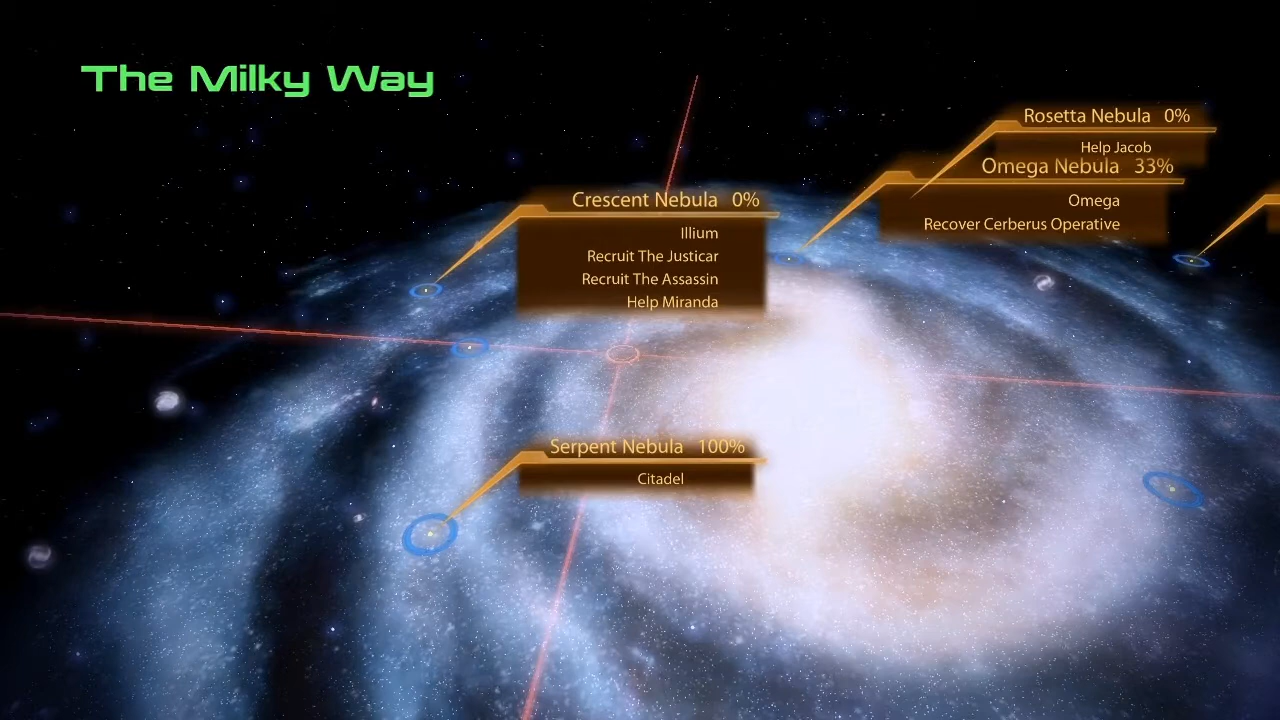 The Milky Way
Rosetta Nebula 0%
Help Jacob
Omega Nebula 33%
Omega
Recover Cerberus Operative
Crescent Nebula 0%
Illium
Recruit The Justicar
Recruit The Assassin
Help Miranda
Serpent Nebula 100%
Citadel